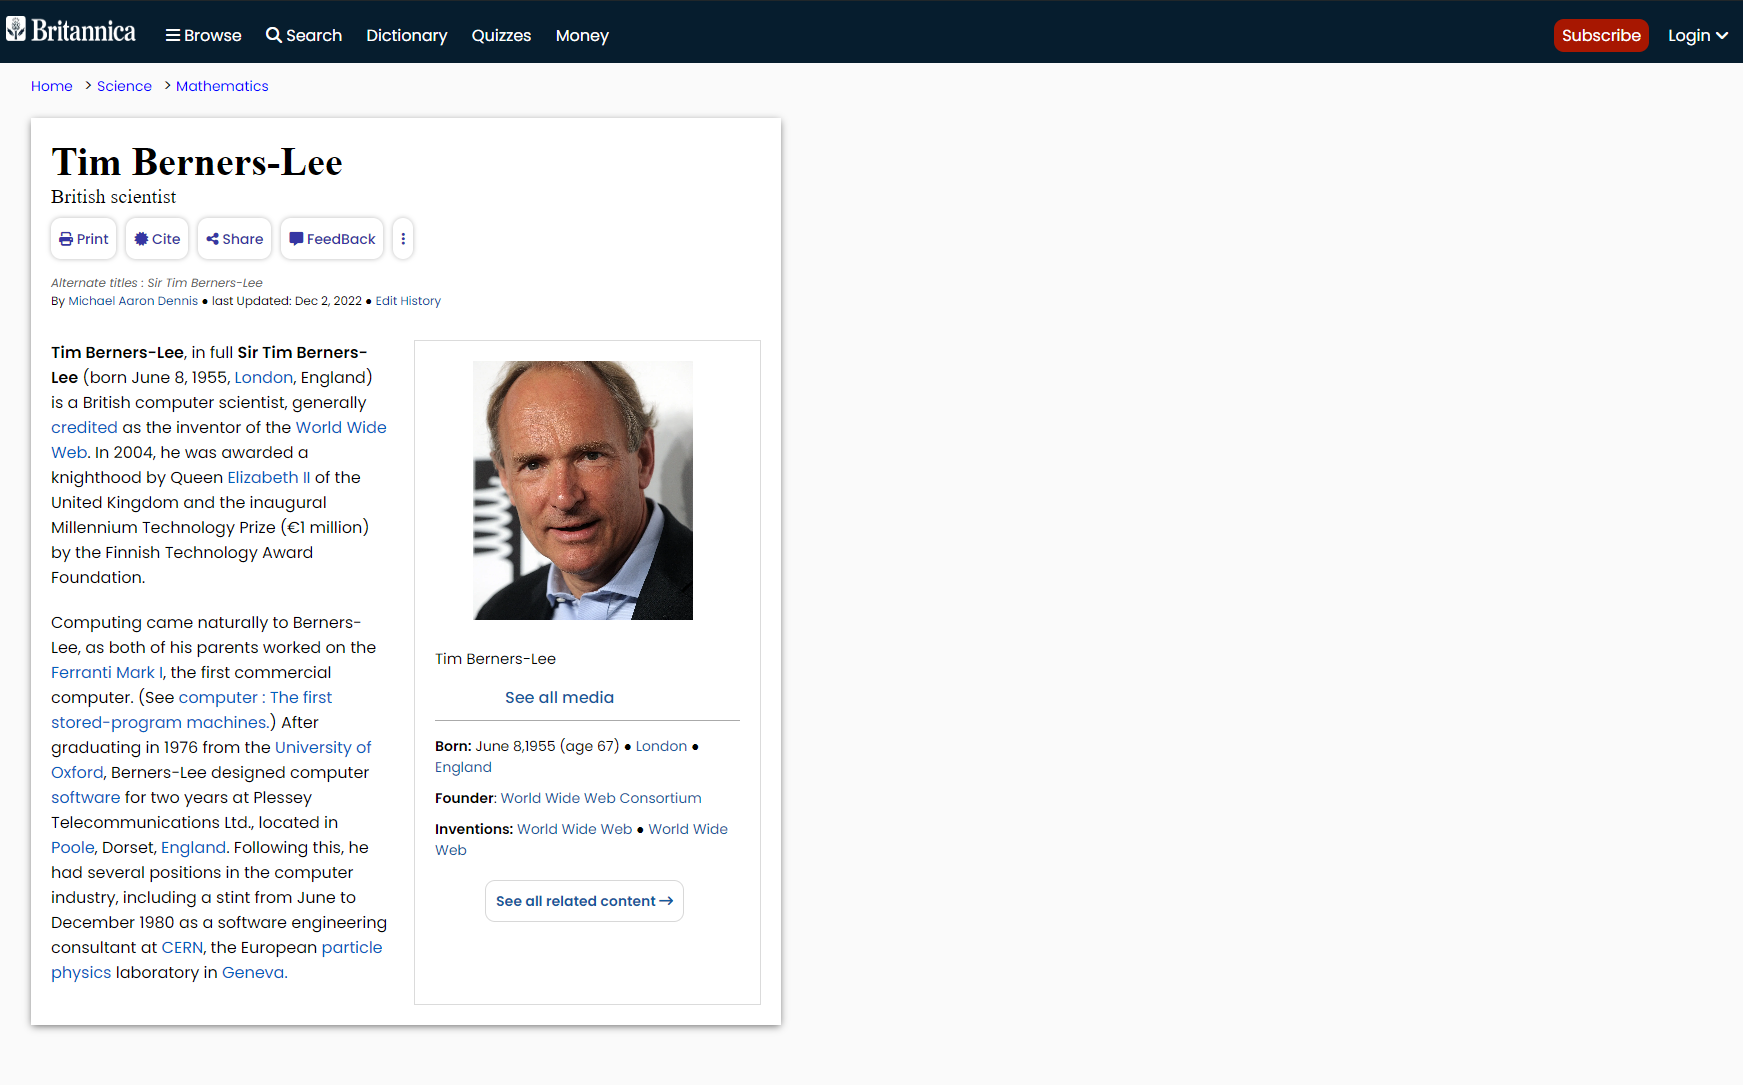 Britannica Browse Search Dictionary Quizzes Money Subscribe Login
Home > Science > Mathematics
Tim Berners-Lee
British scientist
Print Cite Share FeedBack
Alternate titles : Sir Tim Berners-Lee
By Michael Aaron Dennis ● last Updated: Dec 2, 2022 ● Edit History
Tim Berners-Lee, in full Sir Tim Berners-
Lee (born June 8, 1955, London, England)
is a British computer scientist, generally
credited as the inventor of the World Wide
Web. In 2004, he was awarded a
knighthood by Queen Elizabeth II of the
United Kingdom and the inaugural
Millennium Technology Prize (€1 million)
by the Finnish Technology Award
Foundation.
Computing came naturally to Berners-
Lee, as both of his parents worked on the
Ferranti Mark I, the first commercial
computer. (See computer : The first
stored-program machines.) After
graduating in 1976 from the University of
Oxford, Berners-Lee designed computer
software for two years at Plessey
Telecommunications Ltd., located in
Poole, Dorset, England. Following this, he
had several positions in the computer
industry, including a stint from June to
December 1980 as a software engineering
consultant at CERN, the European particle
physics laboratory in Geneva.
Tim Berners-Lee
See all media
Born: June 8,1955 (age 67) ● London ●
England
Founder: World Wide Web Consortium
Inventions: World Wide Web ● World Wide
Web
See all related content →